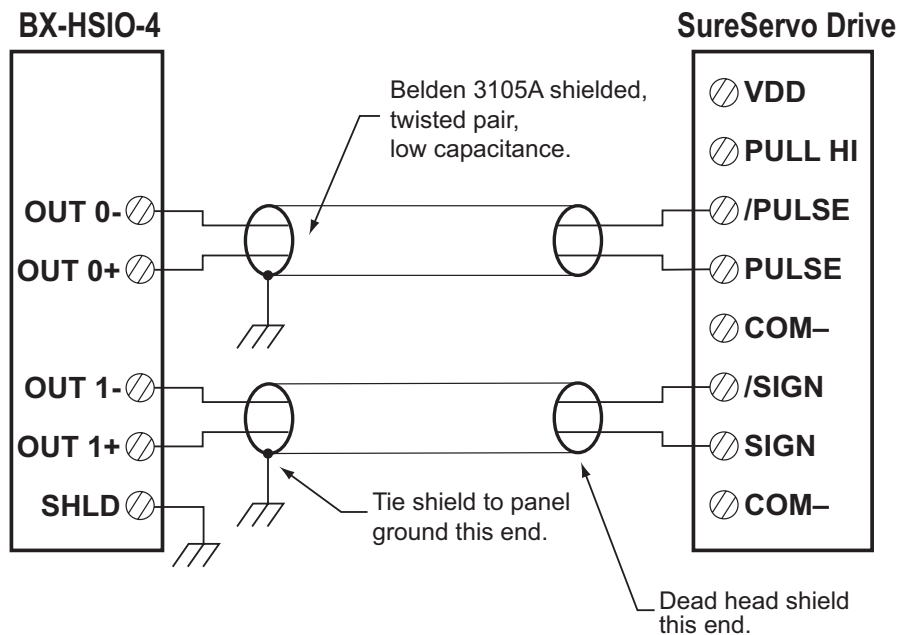 BX-HSIO-4
SureServo Drive
Belden 3105A shielded,
twisted pair,
low capacitance.
OUT 0-
OUT 0+
OUT 1-
OUT 1+
SHLD
VDD
PULL HI
/PULSE
PULSE
COM–
/SIGN
SIGN
COM–
Tie shield to panel
ground this end.
Dead head shield
this end.